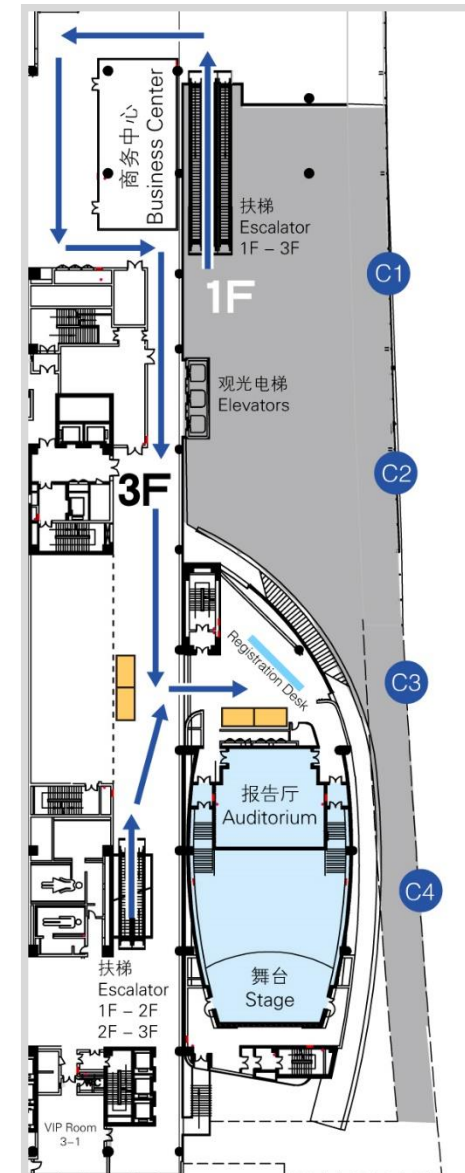 商务中心
Business Center
扶梯
Escalator
1F – 3F
1F
C1
观光电梯
Elevators
C2
3F
Registration Desk
C3
报告厅
Auditorium
C4
舞台
Stage
扶梯
Escalator
1F – 2F
2F – 3F
VIP Room
3-1